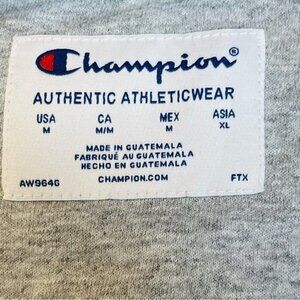 Champion®
AUTHENTIC ATHLETICWEAR
USA CA MEX ASIA
M M/M M XL
MADE IN GUATEMALA
FABRIQUÉ AU GUATEMALA
HECHO EN GUATEMALA
AW964G CHAMPION.COM FTX